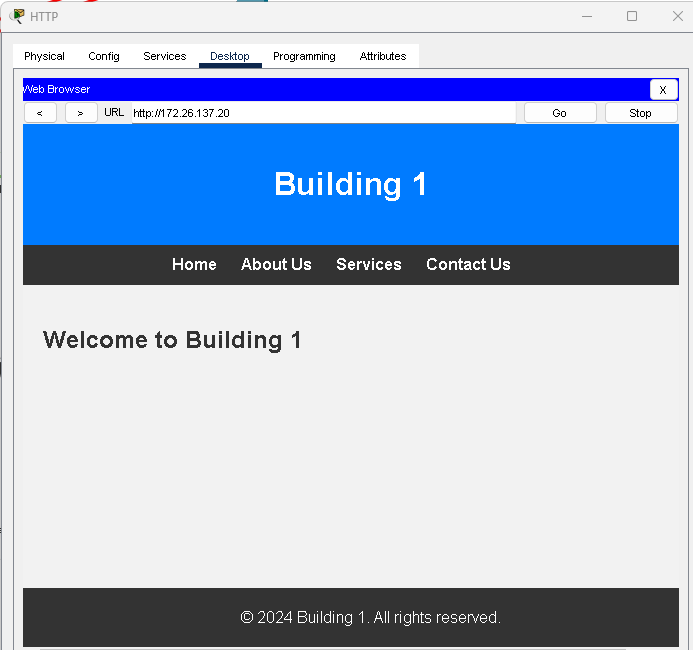 HTTP
Physical Config Services Desktop Programming Attributes
Web Browser X
< > URL http://172.26.137.20 Go Stop
Building 1
Home About Us Services Contact Us
Welcome to Building 1
© 2024 Building 1. All rights reserved.